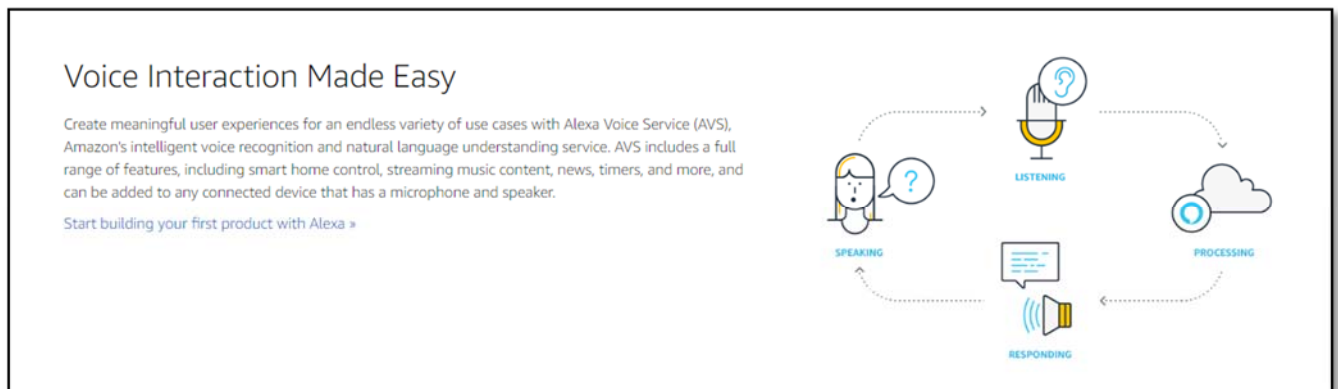 Voice Interaction Made Easy
Create meaningful user experiences for an endless variety of use cases with Alexa Voice Service (AVS),
Amazon's intelligent voice recognition and natural language understanding service. AVS includes a full
range of features, including smart home control, streaming music content, news, timers, and more, and
can be added to any connected device that has a microphone and speaker.
Start building your first product with Alexa »
LISTENING
?
SPEAKING
PROCESSING
RESPONDING